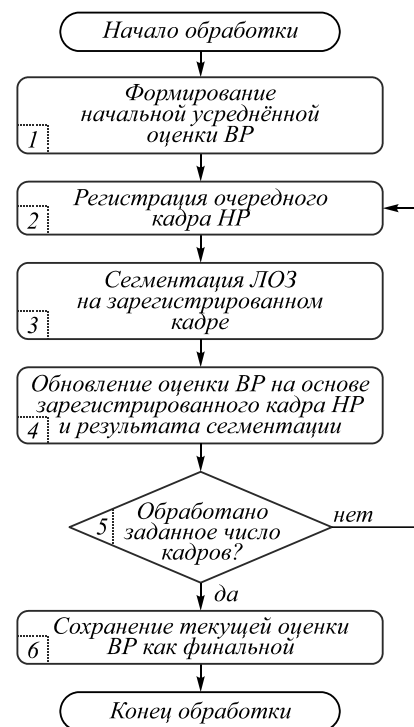 Начало обработки
Формирование
начальной усреднённой
оценки ВР
1
Регистрация очередного
кадра НР
2
Сегментация ЛОЗ
на зарегистрированном
кадре
3
Обновление оценки ВР на основе
зарегистрированного кадра НР
и результата сегментации
4
Обработано
заданное число
кадров?
5
нет
да
Сохранение текущей оценки
ВР как финальной
6
Конец обработки